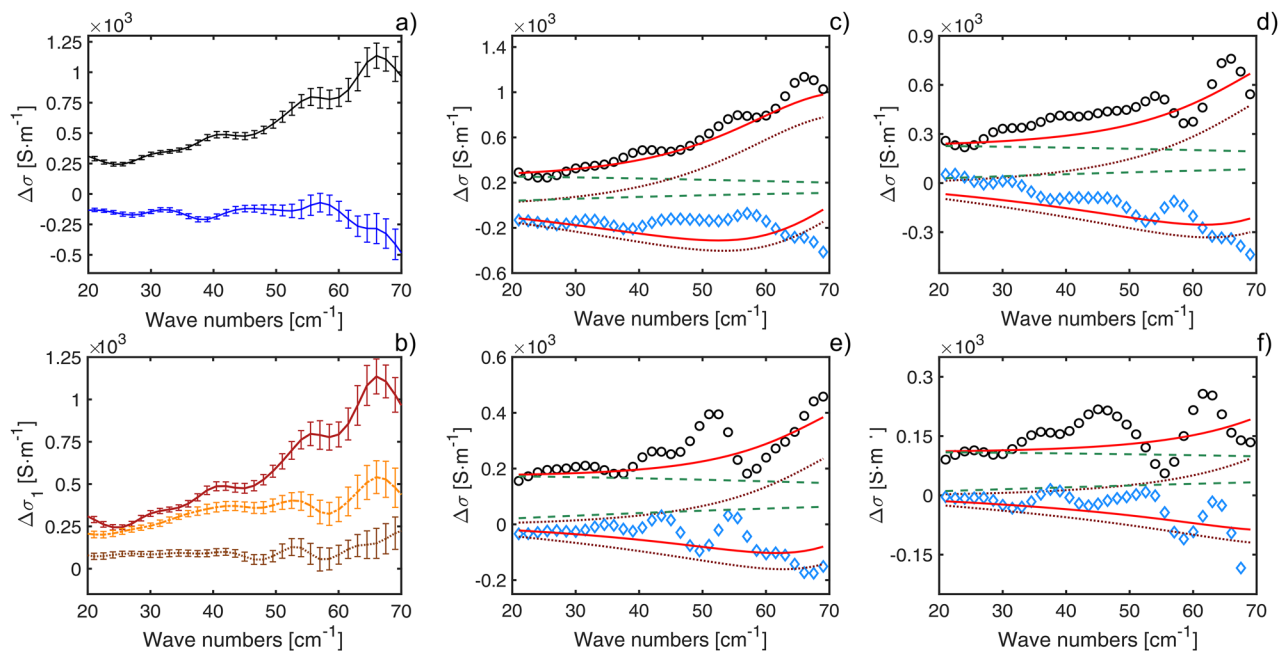 ×10³
a)
1.25
1
0.75
0.5
0.25
0
-0.25
-0.5
Δσ [S·m⁻¹]
20 30 40 50 60 70
Wave numbers [cm⁻¹]
×10³
b)
1.25
1
0.75
0.5
0.25
0
Δσ₁ [S·m⁻¹]
20 30 40 50 60 70
Wave numbers [cm⁻¹]
×10³
c)
1.4
1
0.6
0.2
-0.2
-0.6
Δσ [S·m⁻¹]
20 30 40 50 60 70
Wave numbers [cm⁻¹]
d)
0.9
0.6
0.3
0
-0.3
Δσ [S·m⁻¹]
20 30 40 50 60 70
Wave numbers [cm⁻¹]
×10³
e)
0.6
0.4
0.2
0
-0.2
Δσ [S·m⁻¹]
20 30 40 50 60 70
Wave numbers [cm⁻¹]
×10³
f)
0.3
0.15
0
-0.15
Δσ [S·m
20 30 40 50 60 70
Wave numbers [cm⁻¹]